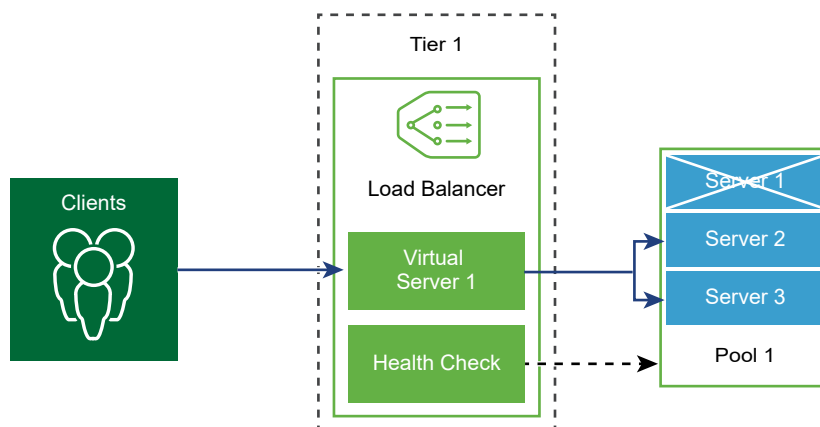 Tier 1
Load Balancer
Clients
Virtual
Server 1
Health Check
Server 1
Server 2
Server 3
Pool 1